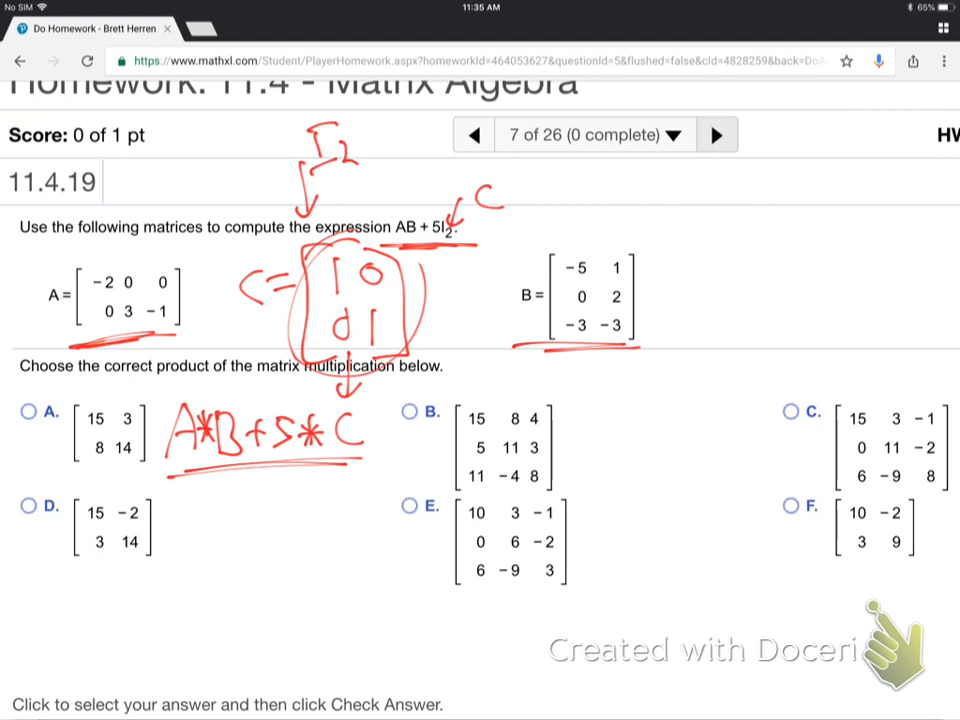 No SIM 11:35 AM 65%
Do Homework - Brett Herren ×
https://www.mathxl.com/Student/PlayerHomework.aspx?homeworkId=464053627&questionId=5&flushed=false&cId=4828259&back=DoA
Homework: 11.4 - Matrix Algebra
Score: 0 of 1 pt 7 of 26 (0 complete) HW
I2
11.4.19
C
Use the following matrices to compute the expression AB + 5I2.
A = [ -2 0 0
0 3 -1 ]
C = [ 1 0
0 1 ]
B = [ -5 1
0 2
-3 -3 ]
Choose the correct product of the matrix multiplication below.
A. [ 15 3
8 14 ]
A*B+5*C
B. [ 15 8 4
5 11 3
11 -4 8 ]
C. [ 15 3 -1
0 11 -2
6 -9 8 ]
D. [ 15 -2
3 14 ]
E. [ 10 3 -1
0 6 -2
6 -9 3 ]
F. [ 10 -2
3 9 ]
Created with Doceri
Click to select your answer and then click Check Answer.